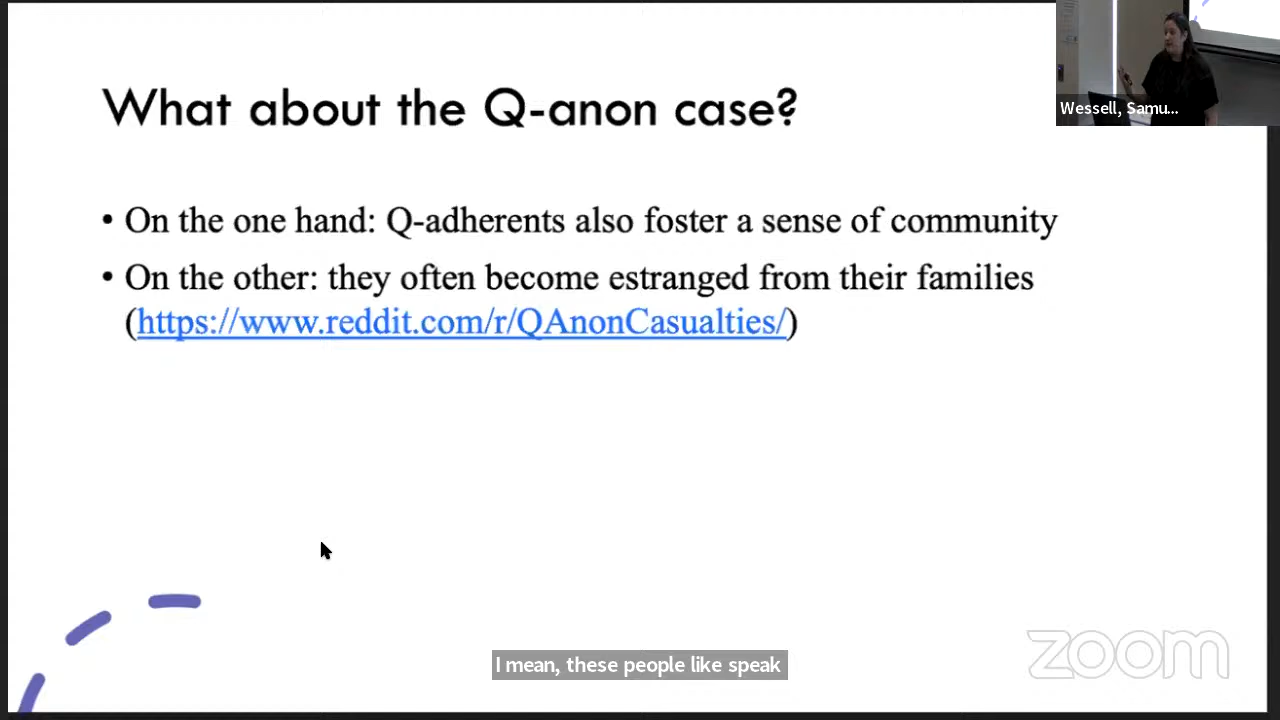 What about the Q-anon case?
Wessell, Samu...
• On the one hand: Q-adherents also foster a sense of community
• On the other: they often become estranged from their families
(https://www.reddit.com/r/QAnonCasualties/)
I mean, these people like speak
zoom